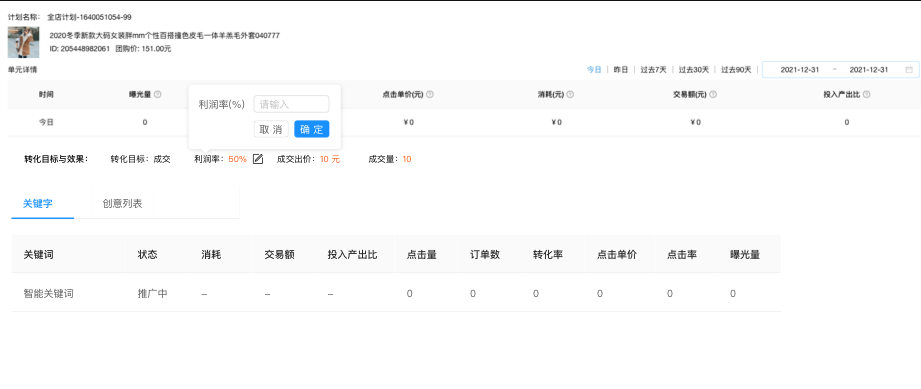 计划名称： 全店计划-1640051054-99
2020冬季新款大码女装胖mm个性百搭撞色皮毛一体羊羔毛外套040777
ID: 205448982061 团购价: 151.00元
单元详情
今日 | 昨日 | 过去7天 | 过去30天 | 过去90天 | 2021-12-31 ~ 2021-12-31
时间 曝光量 点击单价(元) 消耗(元) 交易额(元) 投入产出比
利润率(%) 请输入
今日 0 ¥0 ¥0 ¥0 0
取 消 确 定
转化目标与效果： 转化目标：成交 利润率：50% 成交出价：10 元 成交量：10
关键字 创意列表
关键词 状态 消耗 交易额 投入产出比 点击量 订单数 转化率 点击单价 点击率 曝光量
智能关键词 推广中 – – – 0 0 0 0 0 0